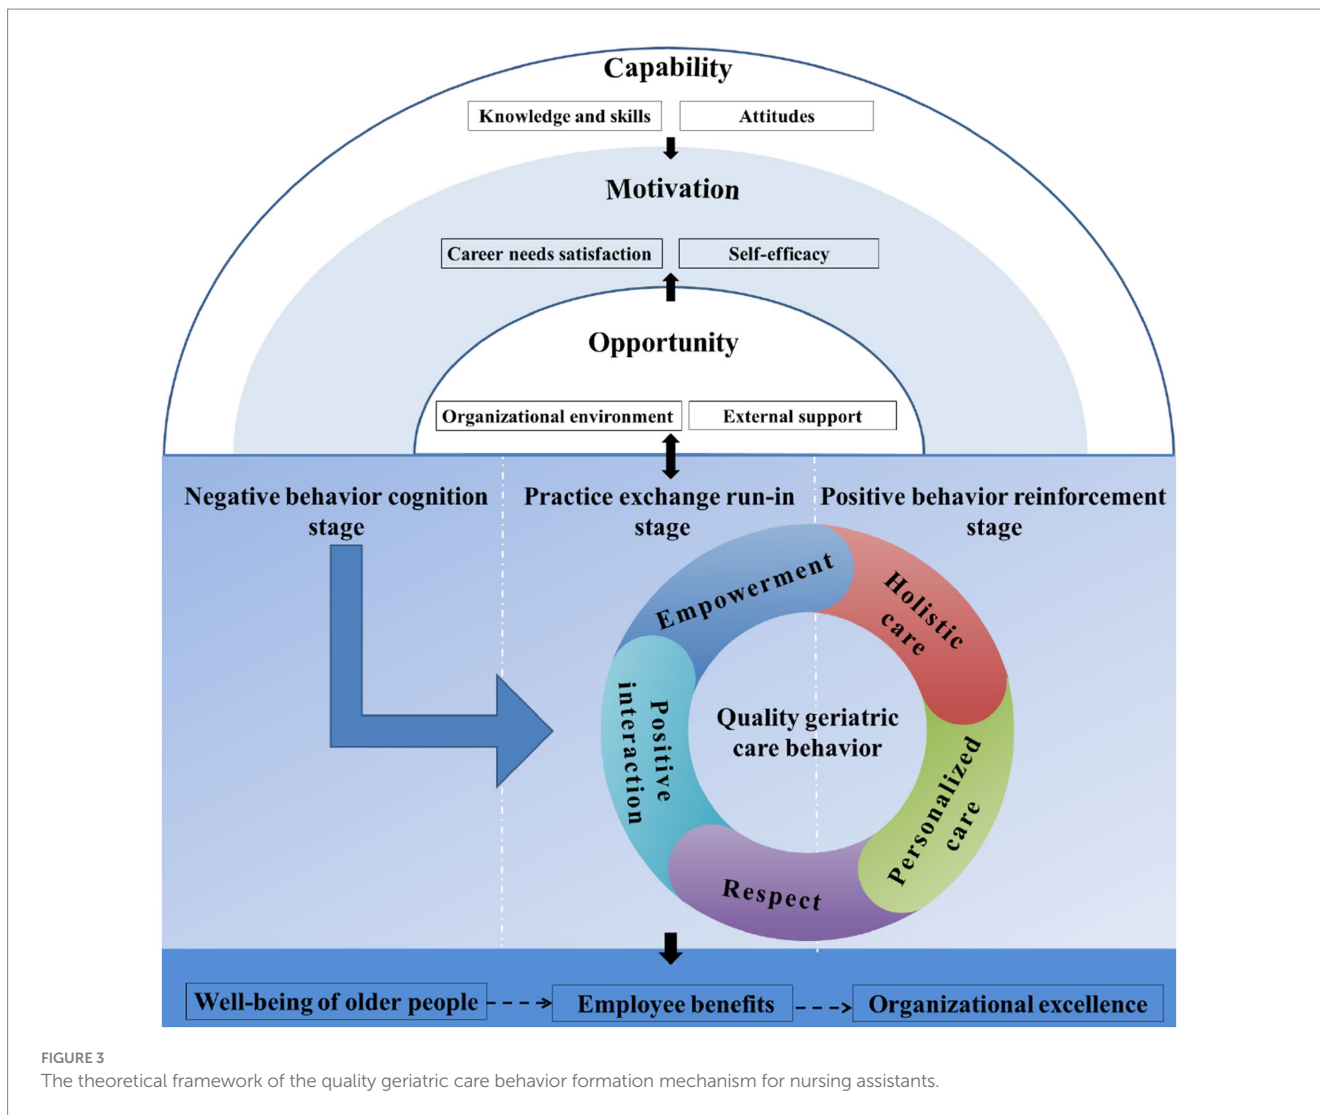 Capability
Knowledge and skills
Attitudes
Motivation
Career needs satisfaction
Self-efficacy
Opportunity
Organizational environment
External support
Negative behavior cognition
stage
Practice exchange run-in
stage
Positive behavior reinforcement
stage
Empowerment
Holistic
care
Positive
interaction
Quality geriatric
care behavior
Personalized
care
Respect
Well-being of older people
Employee benefits
Organizational excellence
FIGURE 3
The theoretical framework of the quality geriatric care behavior formation mechanism for nursing assistants.